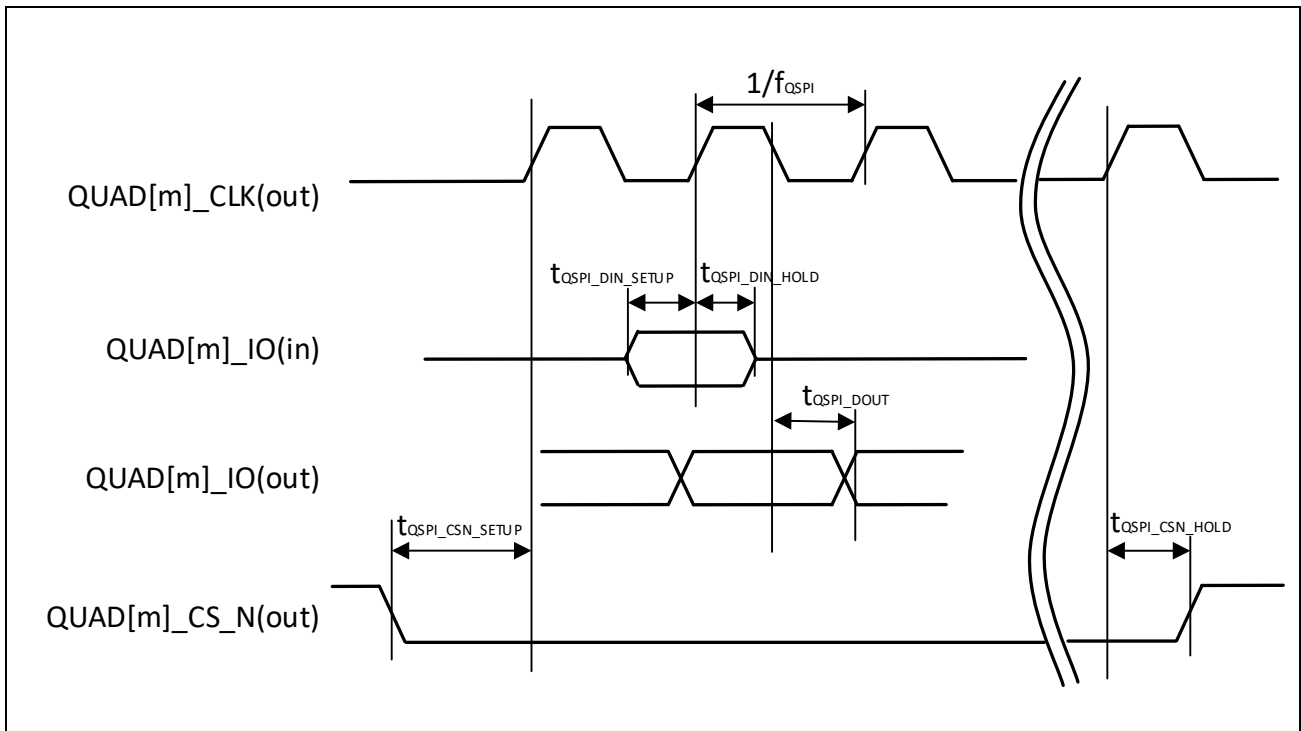 1/fQSPI
QUAD[m]_CLK(out)
tQSPI_DIN_SETUP tQSPI_DIN_HOLD
QUAD[m]_IO(in)
tQSPI_DOUT
QUAD[m]_IO(out)
tQSPI_CSN_SETUP tQSPI_CSN_HOLD
QUAD[m]_CS_N(out)